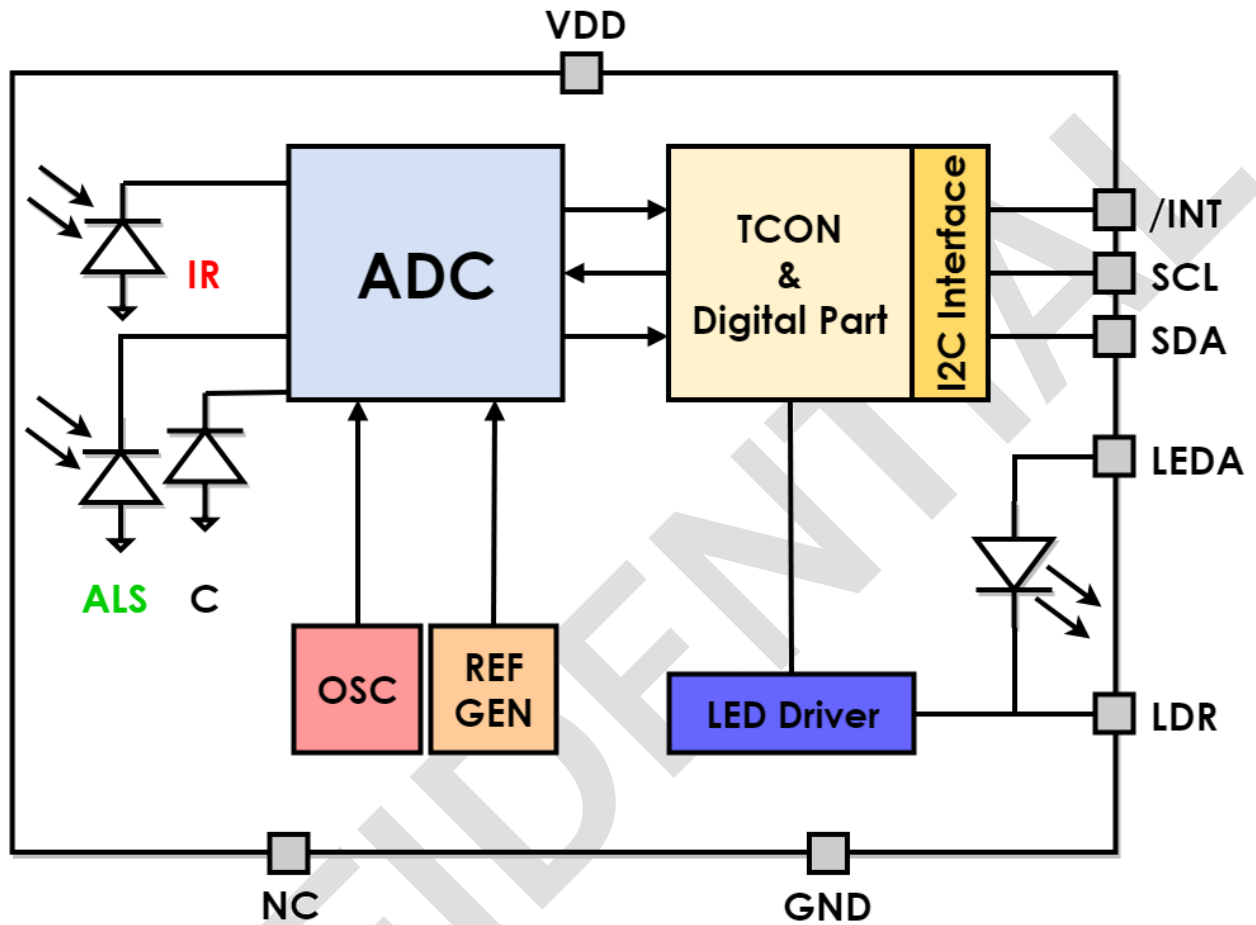 VDD
IR
ADC
TCON
&
Digital Part
I2C Interface
/INT
SCL
SDA
LEDA
ALS
C
OSC
REF
GEN
LED Driver
LDR
NC
GND
FIDENTIAL